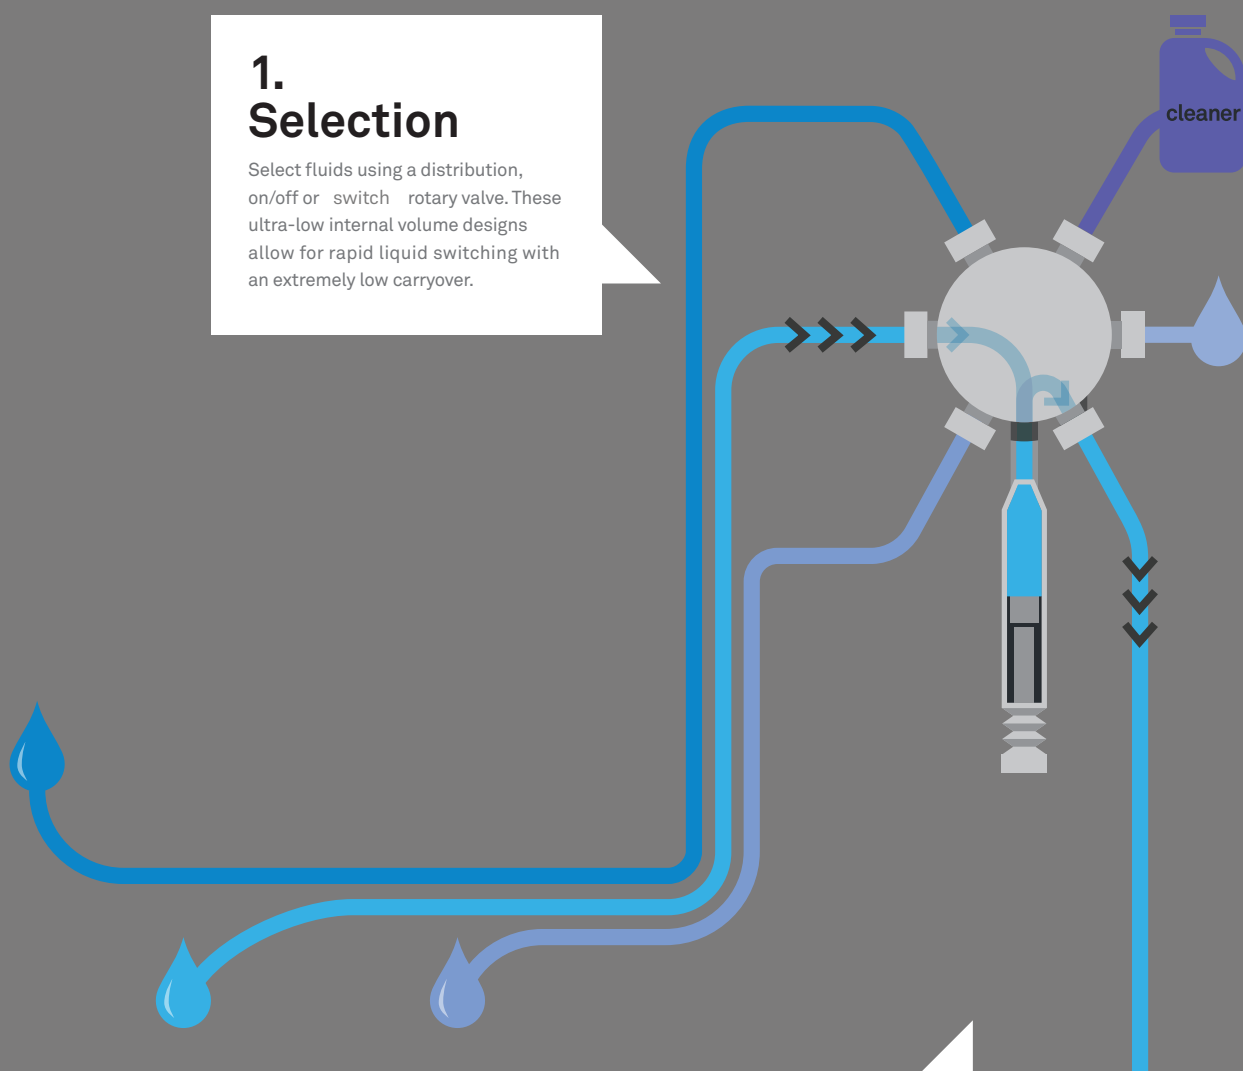 1.
Selection
Select fluids using a distribution,
on/off or switch rotary valve. These
ultra-low internal volume designs
allow for rapid liquid switching with
an extremely low carryover.
cleaner